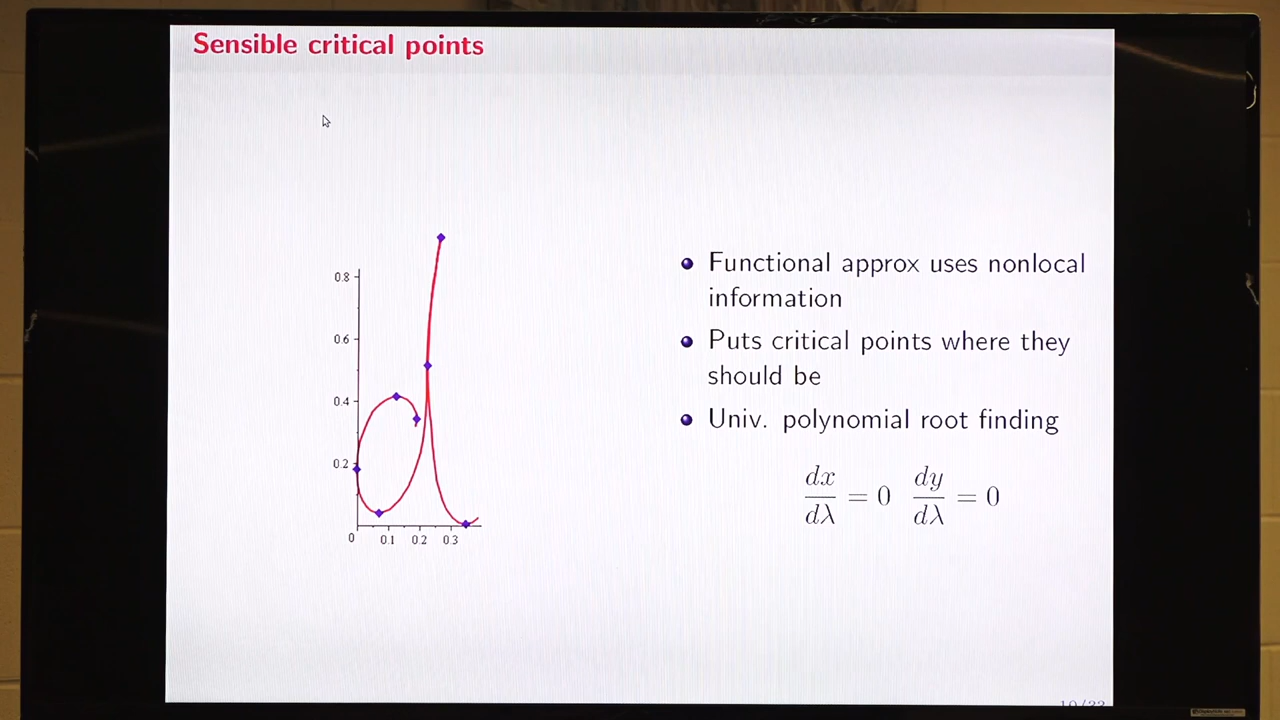 Sensible critical points
0.8
0.6
0.4
0.2
0 0.1 0.2 0.3
Functional approx uses nonlocal
information
Puts critical points where they
should be
Univ. polynomial root finding
dx/dλ = 0 dy/dλ = 0